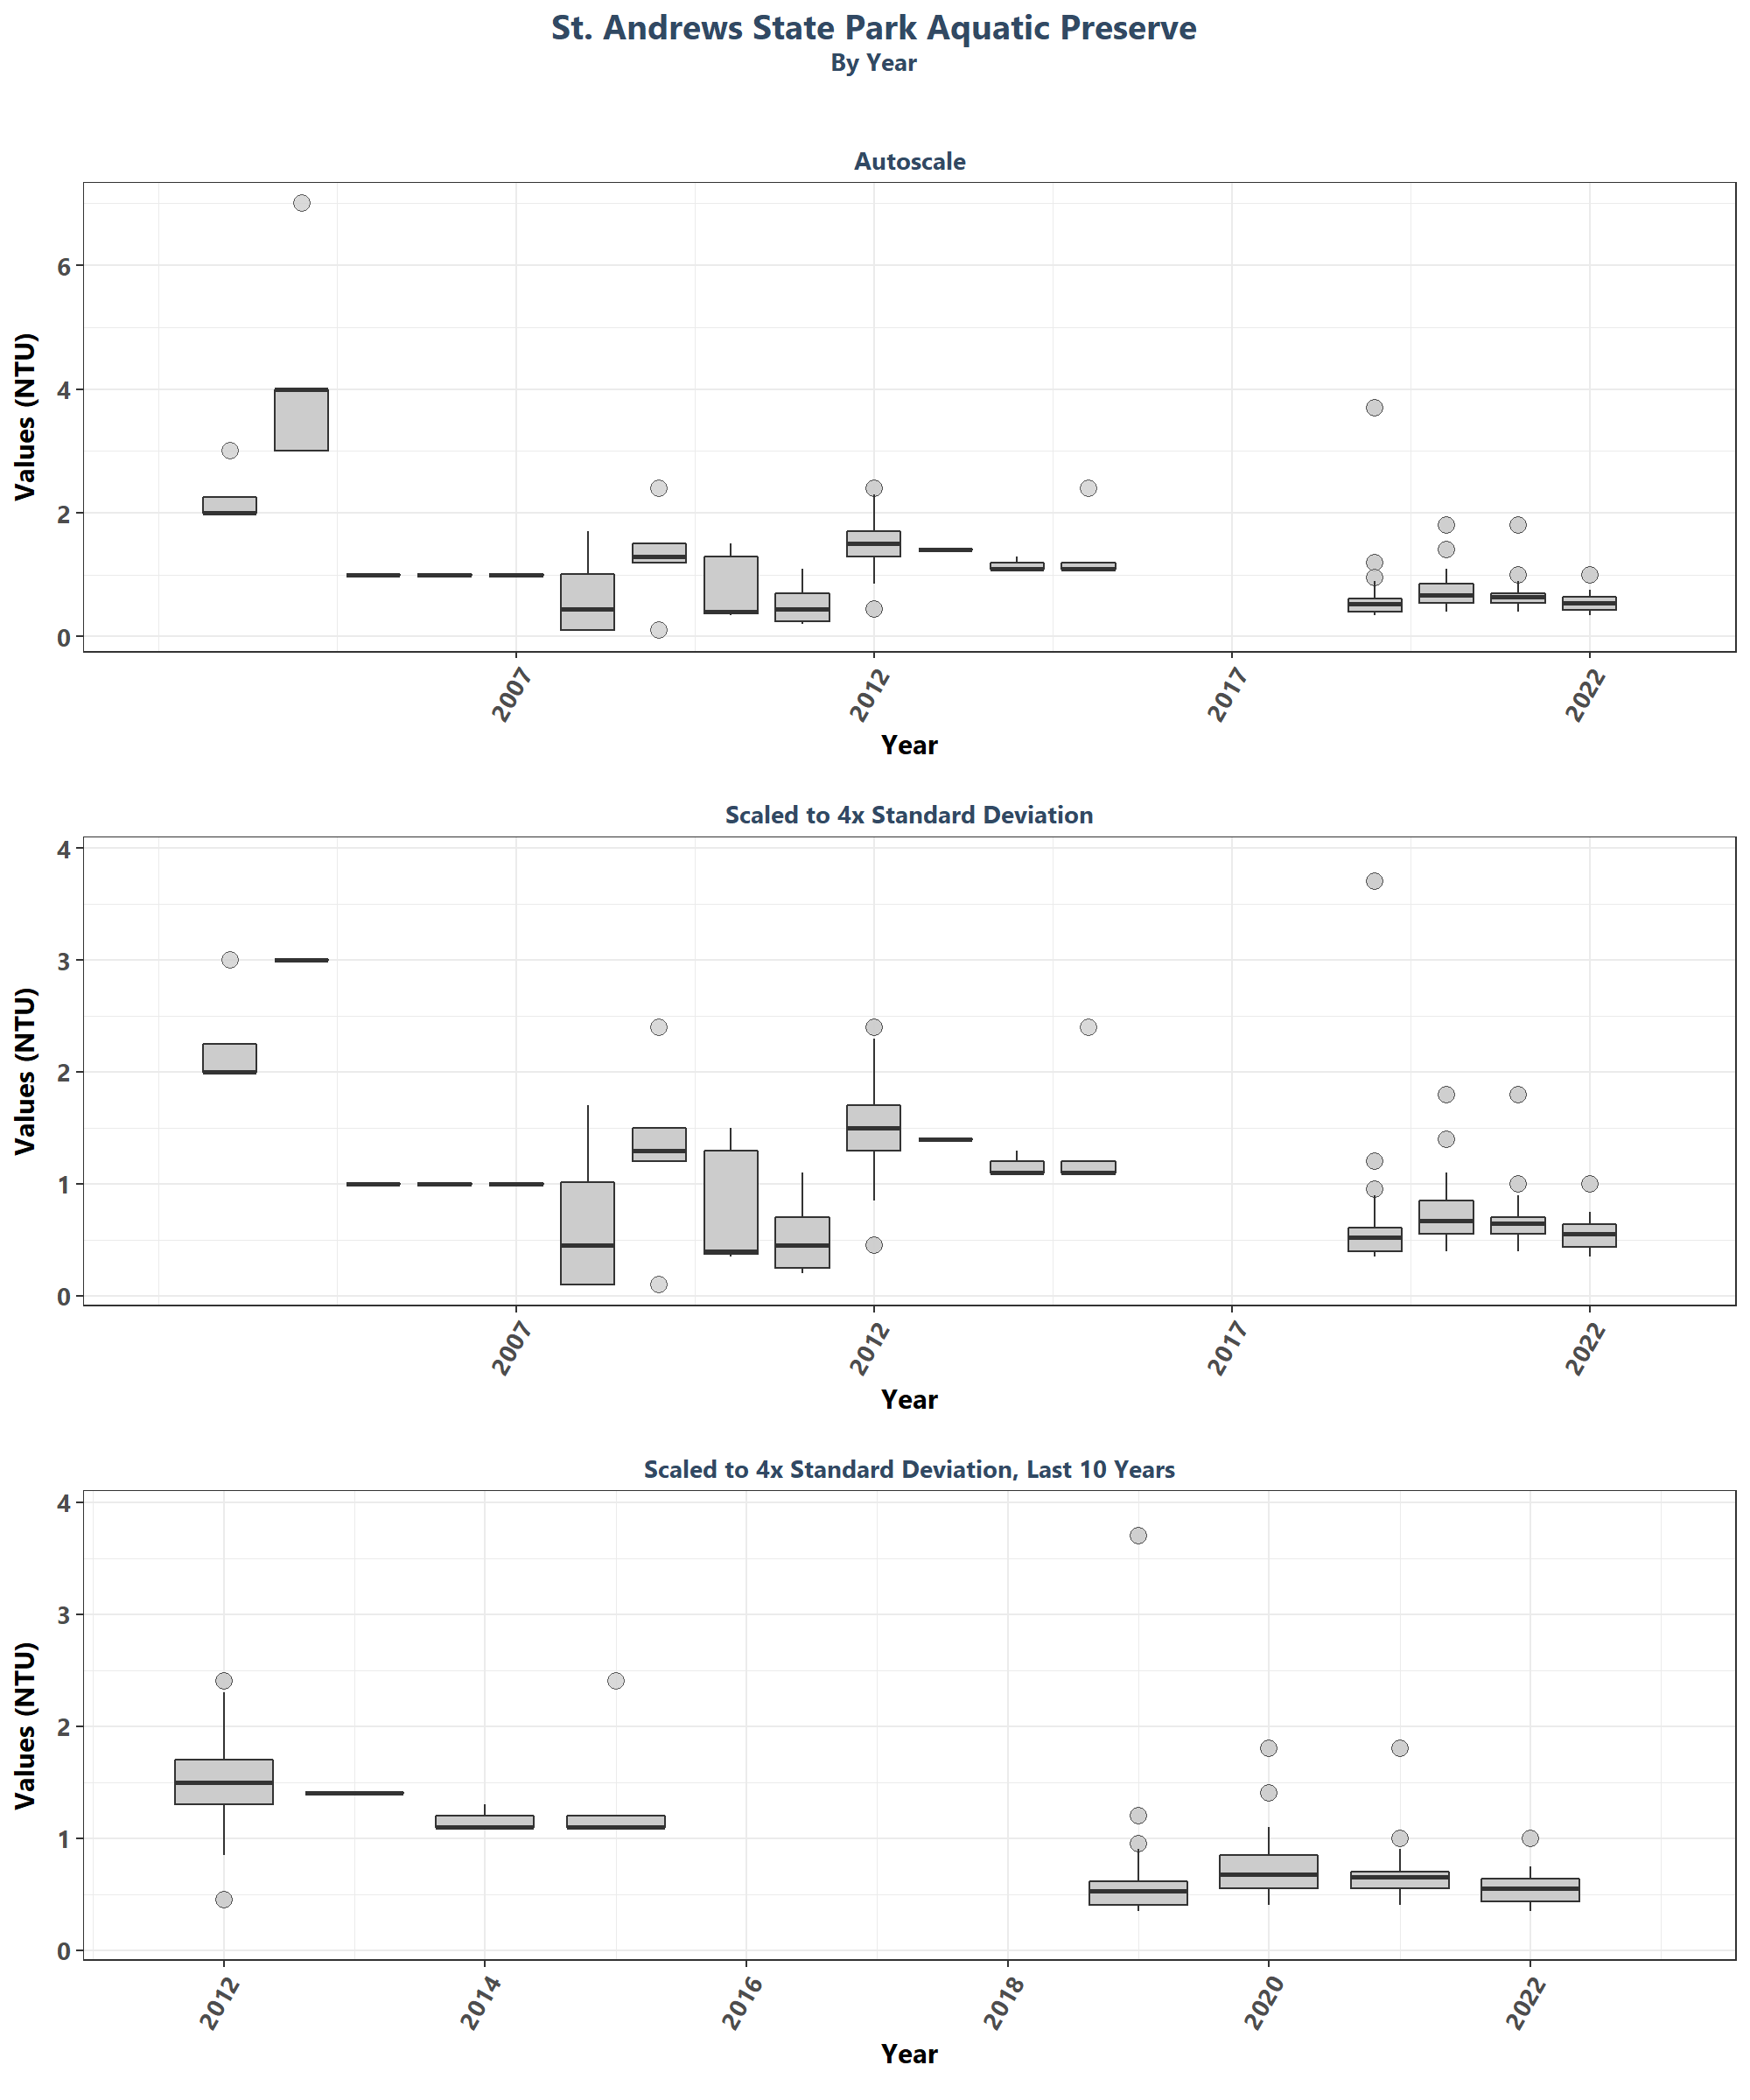 St. Andrews State Park Aquatic Preserve
By Year
Autoscale
Values (NTU)
6
4
2
0
2007 2012 2017 2022
Year
Scaled to 4x Standard Deviation
Values (NTU)
4
3
2
1
0
2007 2012 2017 2022
Year
Scaled to 4x Standard Deviation, Last 10 Years
Values (NTU)
4
3
2
1
0
2012 2014 2016 2018 2020 2022
Year